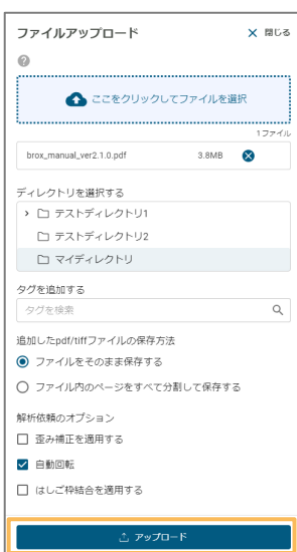 ファイルアップロード
閉じる
?
ここをクリックしてファイルを選択
1ファイル
brox_manual_ver2.1.0.pdf 3.8MB
ディレクトリを選択する
テストディレクトリ1
テストディレクトリ2
マイディレクトリ
タグを追加する
タグを検索
追加したpdf/tiffファイルの保存方法
ファイルをそのまま保存する
ファイル内のページをすべて分割して保存する
解析依頼のオプション
歪み補正を適用する
自動回転
はしご枠結合を適用する
アップロード